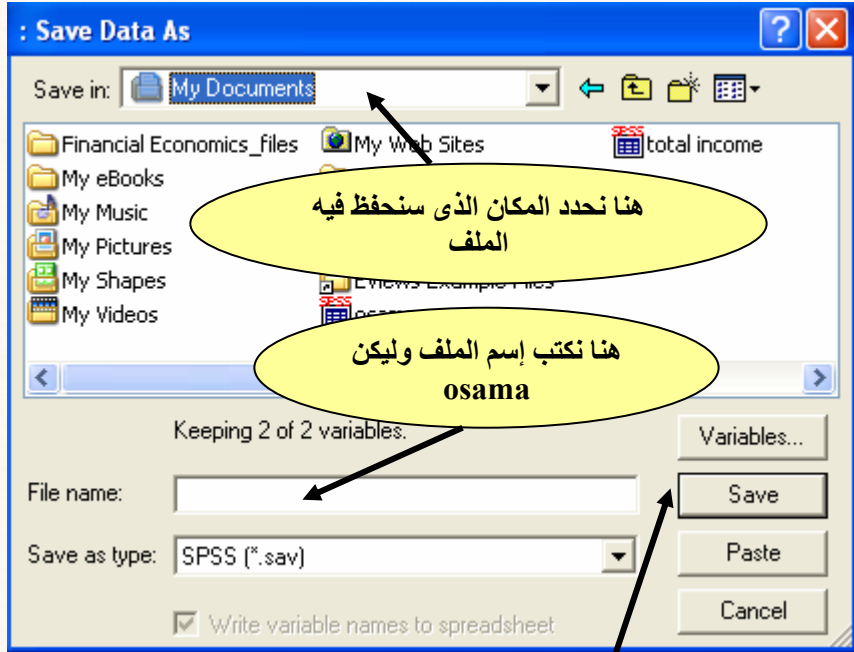 : Save Data As
Save in: My Documents
Financial Economics_files
My eBooks
My Music
My Pictures
My Shapes
My Videos
My Web Sites
total income
هنا نحدد المكان الذى سنحفظ فيه
الملف
هنا نكتب إسم الملف وليكن
osama
Keeping 2 of 2 variables.
Variables...
File name:
Save
Save as type: SPSS (*.sav)
Paste
Write variable names to spreadsheet
Cancel